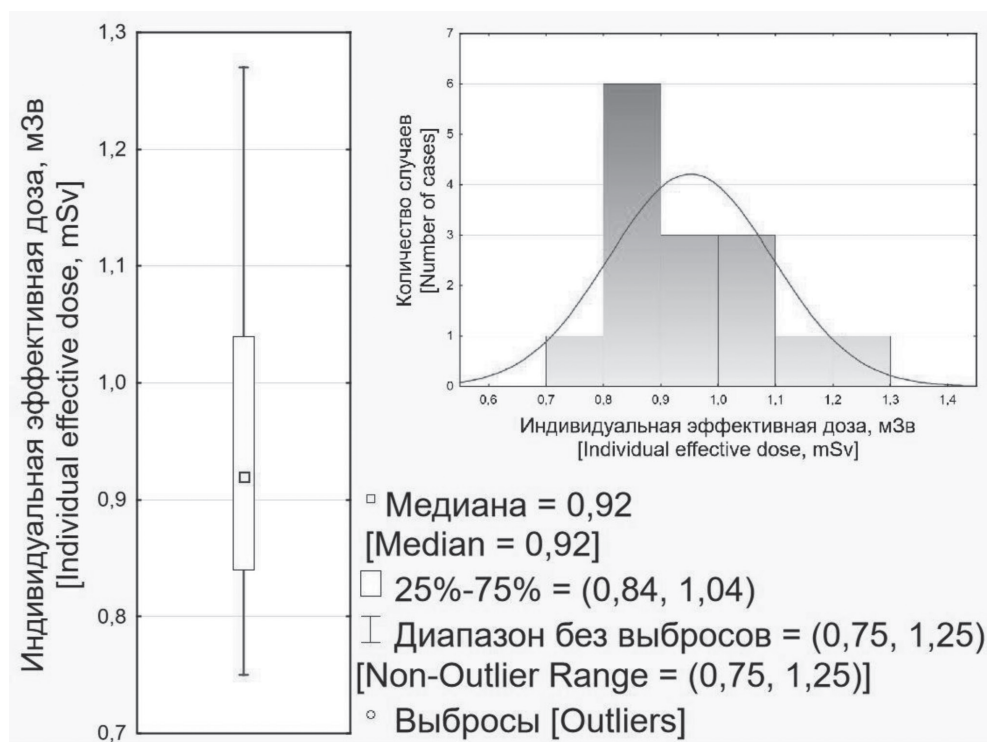 Индивидуальная эффективная доза, мЗв
[Individual effective dose, mSv]
1,3
1,2
1,1
1,0
0,9
0,8
0,7
Количество случаев
[Number of cases]
7
6
5
4
3
2
1
0
0,6 0,7 0,8 0,9 1,0 1,1 1,2 1,3 1,4
Индивидуальная эффективная доза, мЗв
[Individual effective dose, mSv]
Медиана = 0,92
[Median = 0,92]
25%-75% = (0,84, 1,04)
Диапазон без выбросов = (0,75, 1,25)
[Non-Outlier Range = (0,75, 1,25)]
Выбросы [Outliers]